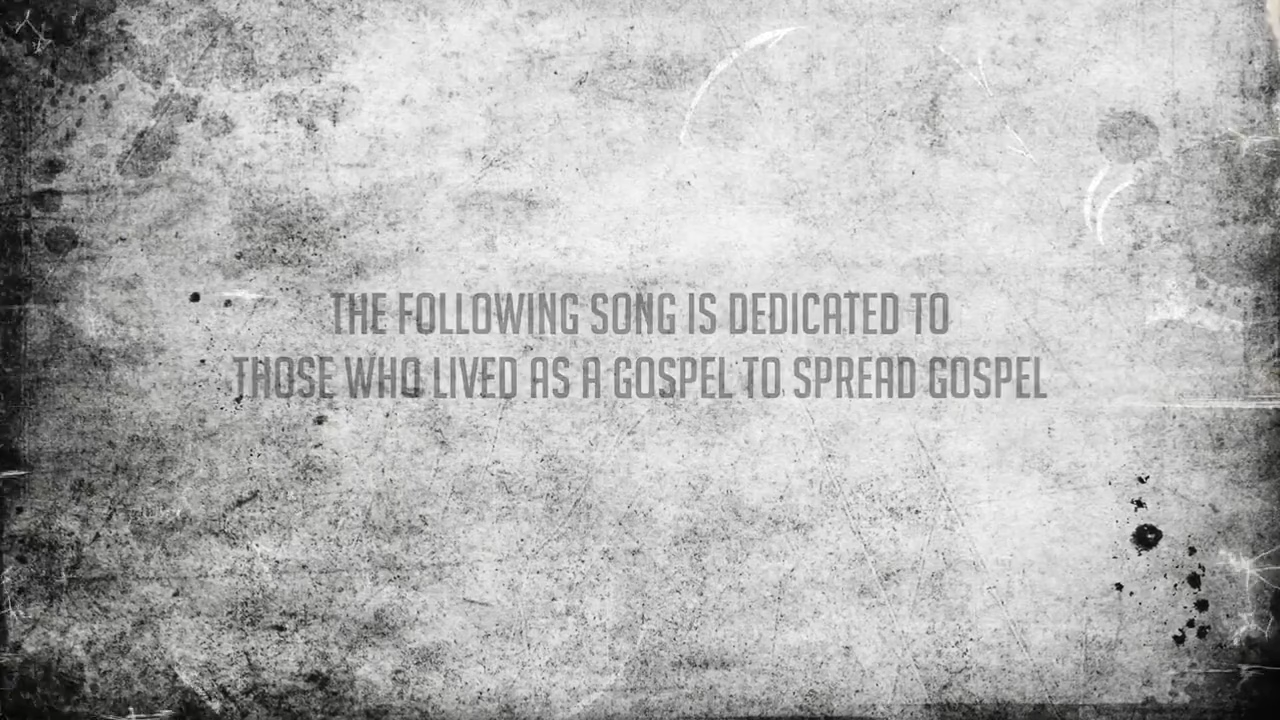 THE FOLLOWING SONG IS DEDICATED TO
THOSE WHO LIVED AS A GOSPEL TO SPREAD GOSPEL